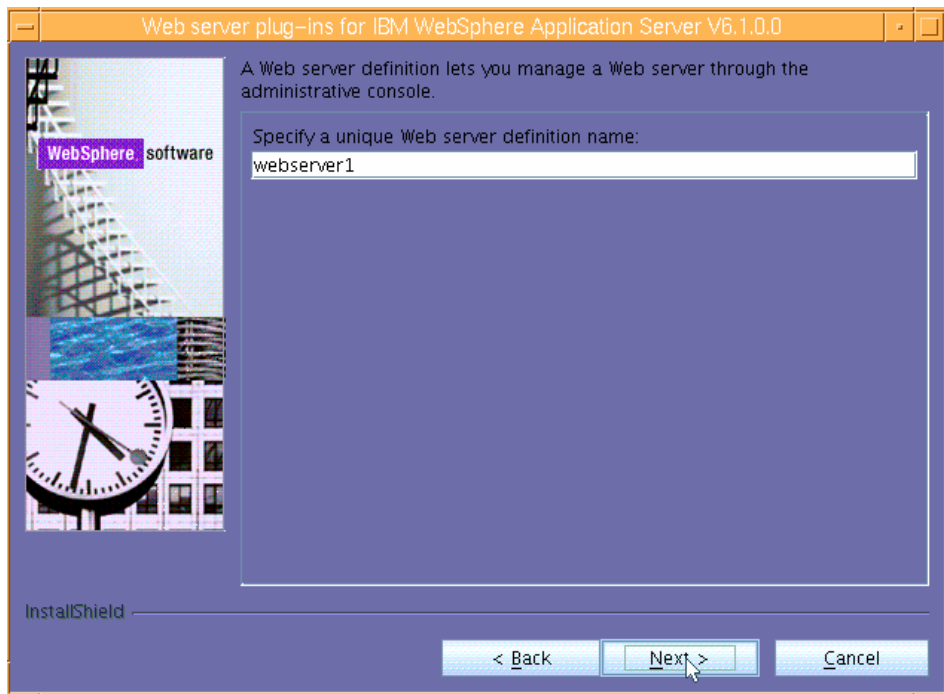 Web server plug-ins for IBM WebSphere Application Server V6.1.0.0
A Web server definition lets you manage a Web server through the
administrative console.
WebSphere software
Specify a unique Web server definition name:
webserver1
InstallShield
< Back
Next >
Cancel